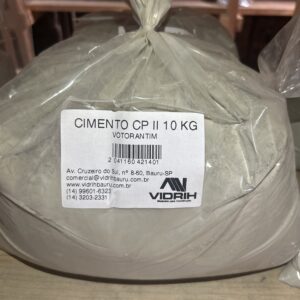 CIMENTO CP II 10 KG
VOTORANTIM
2 041160 421401
Av. Cruzeiro do Sul, nº 8-60, Bauru-SP
comercial@vidrihbauru.com.br
www.vidrihbauru.com.br
(14) 99601-6323
(14) 3203-2331
VIDRIH